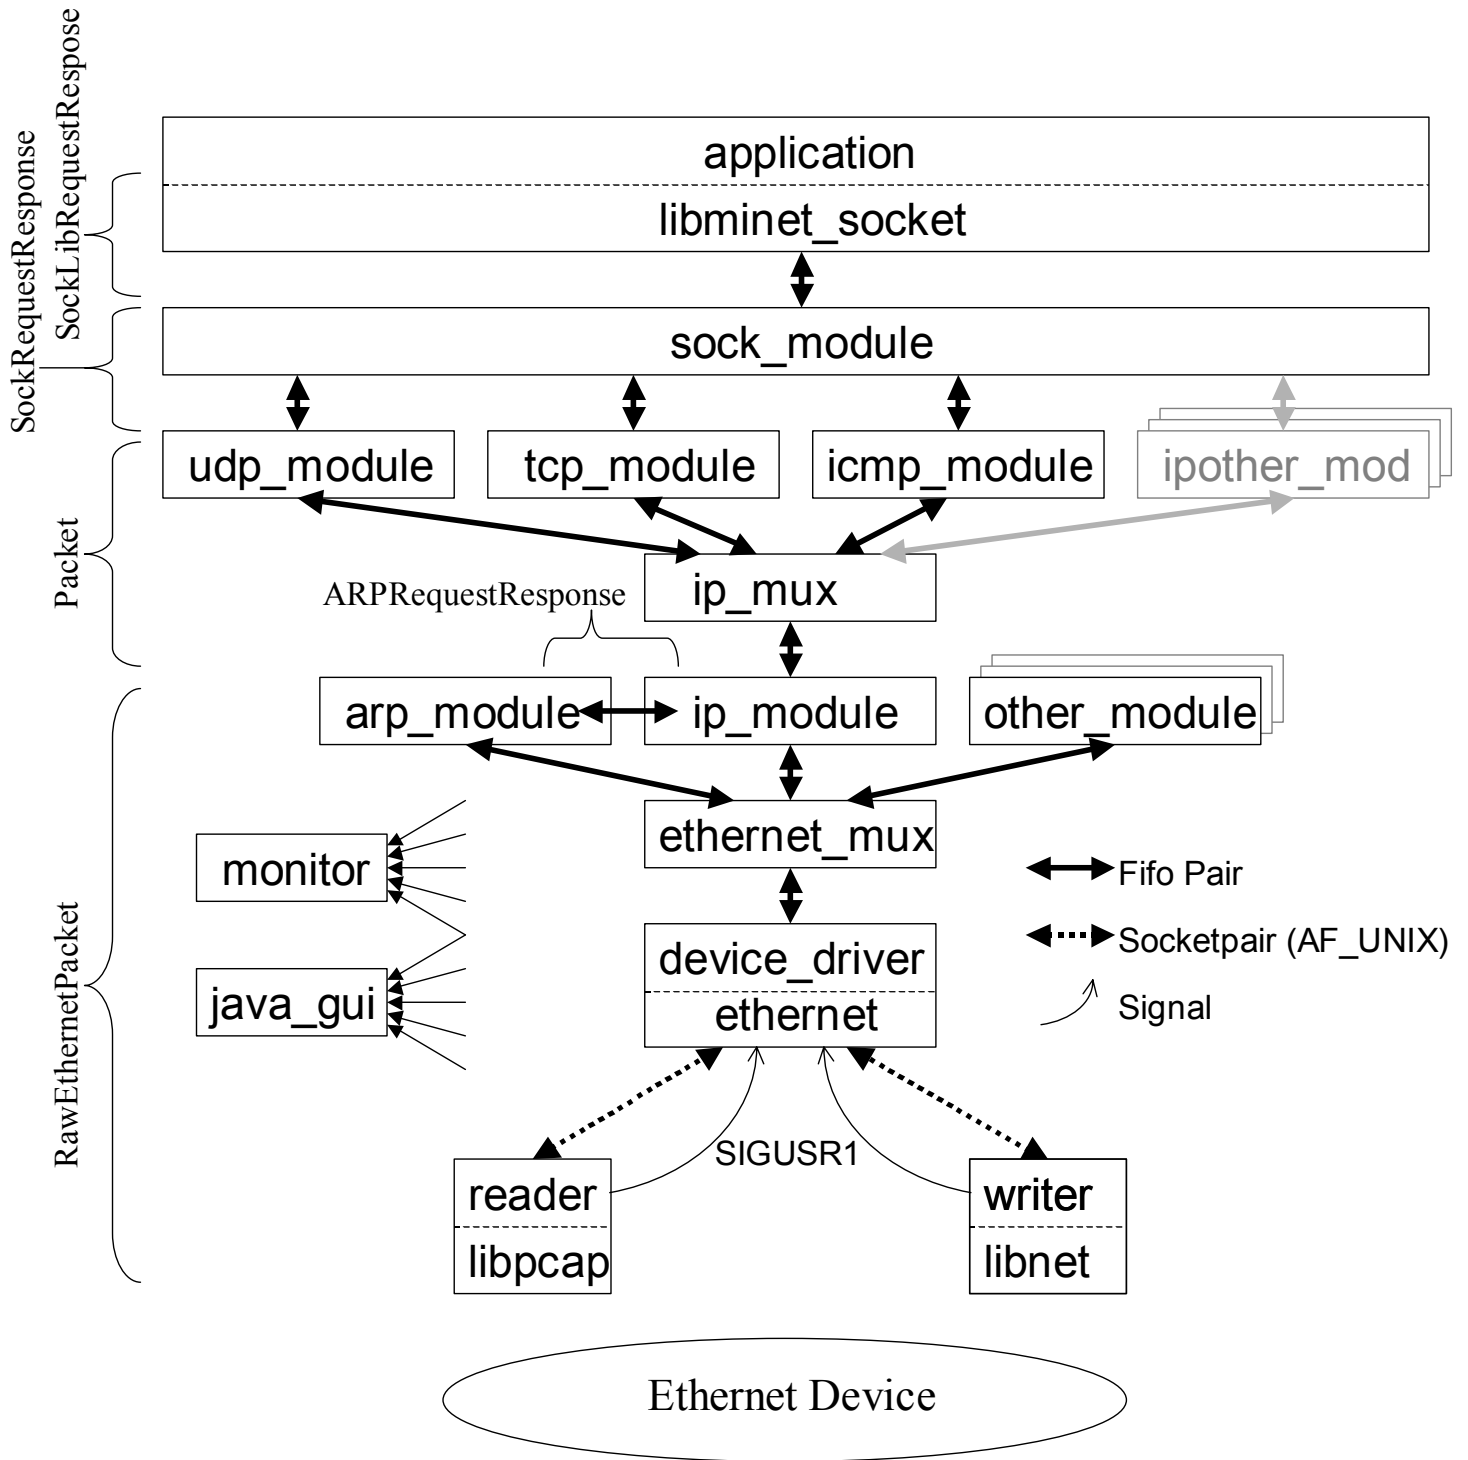 SockLibRequestRespose
SockRequestResponse
application
libminet_socket
sock_module
udp_module
tcp_module
icmp_module
ipother_mod
Packet
ip_mux
ARPRequestResponse
arp_module
ip_module
other_module
ethernet_mux
monitor
Fifo Pair
RawEthernetPacket
device_driver
Socketpair (AF_UNIX)
java_gui
ethernet
Signal
SIGUSR1
reader
writer
libpcap
libnet
Ethernet Device